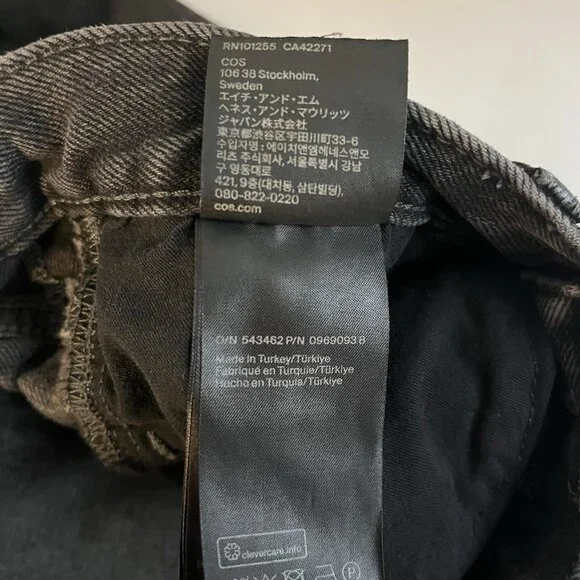 RN101255 CA42271
COS
106 38 Stockholm,
Sweden
エイチ・アンド・エム
ヘネス・アンド・マウリッツ
ジャパン株式会社
東京都渋谷区宇田川町33-6
수입자명 : 에이치앤엠헤네스앤모
리츠 주식회사, 서울특별시 강남
구 영동대로
421, 9층(대치동, 삼탄빌딩)
080-822-0220
cos.com
O/N 543462 P/N 0969093 8
Made in Turkey/Türkiye
Fabriqué en Turquie/Türkiye
Hecho en Turquía/Türkiye
clevercare.info
P